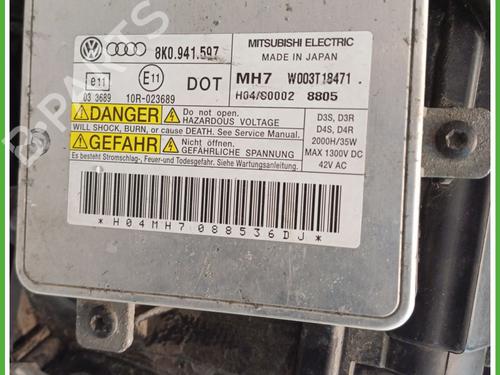 8K0.941.597
MITSUBISHI ELECTRIC
MADE IN JAPAN
e11
E11
DOT
MH7 W003T18471 .
03 3689
10R-023689
H04/S0002 8805
DANGER
Do not open.
HAZARDOUS VOLTAGE
WILL SHOCK, BURN, or cause DEATH. See Service Manual.
GEFAHR
Nicht öffnen.
GEFÄHRLICHE SPANNUNG
Es besteht Stromschlag-, Feuer-und Todesgefahr. Siehe Wartungsanleitung.
D3S, D3R
D4S, D4R
2000H/35W
MAX 1300V DC
42V AC
*H04MH7088536DJ*
B PARTS